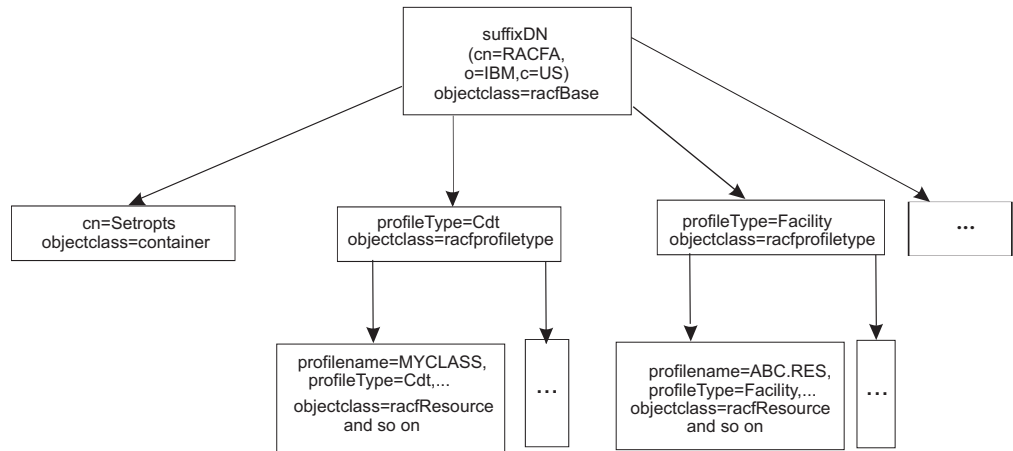 suffixDN
(cn=RACFA,
o=IBM,c=US)
objectclass=racfBase
cn=Setropts
objectclass=container
profileType=Cdt
objectclass=racfprofiletype
profileType=Facility
objectclass=racfprofiletype
...
profilename=MYCLASS,
profileType=Cdt,...
objectclass=racfResource
and so on
...
profilename=ABC.RES,
profileType=Facility,...
objectclass=racfResource
and so on
...